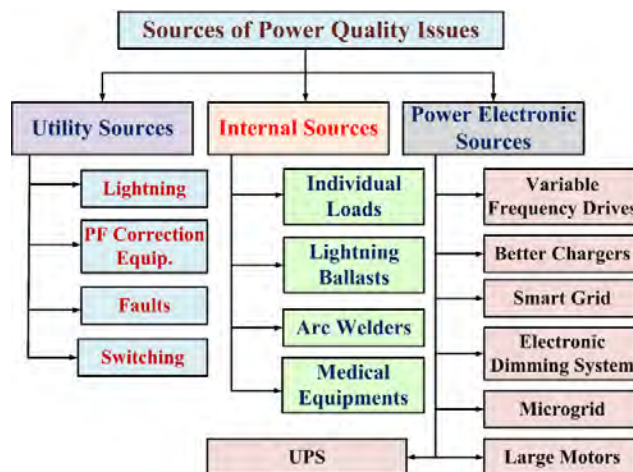 Sources of Power Quality Issues
Utility Sources
Lightning
PF Correction
Equip.
Faults
Switching
Internal Sources
Individual
Loads
Lightning
Ballasts
Arc Welders
Medical
Equipments
Power Electronic
Sources
Variable
Frequency Drives
Better Chargers
Smart Grid
Electronic
Dimming System
Microgrid
Large Motors
UPS